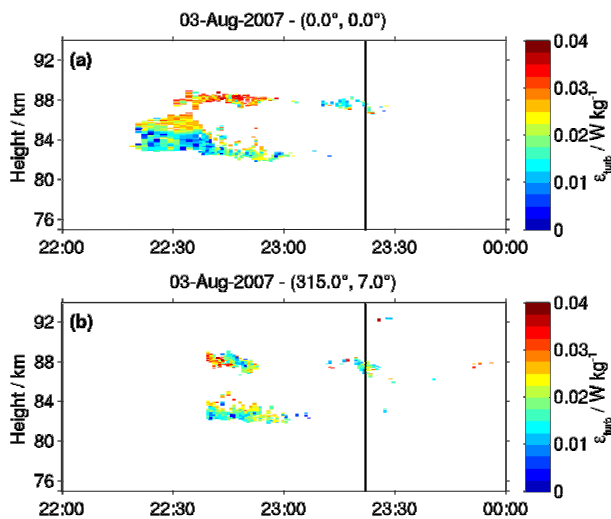 03-Aug-2007 - (0.0°, 0.0°)
(a)
Height / km
92
88
84
80
76
22:00 22:30 23:00 23:30 00:00
0.04
0.03
0.02
0.01
0
εturb / W kg-1
03-Aug-2007 - (315.0°, 7.0°)
(b)
Height / km
92
88
84
80
76
22:00 22:30 23:00 23:30 00:00
0.04
0.03
0.02
0.01
0
εturb / W kg-1